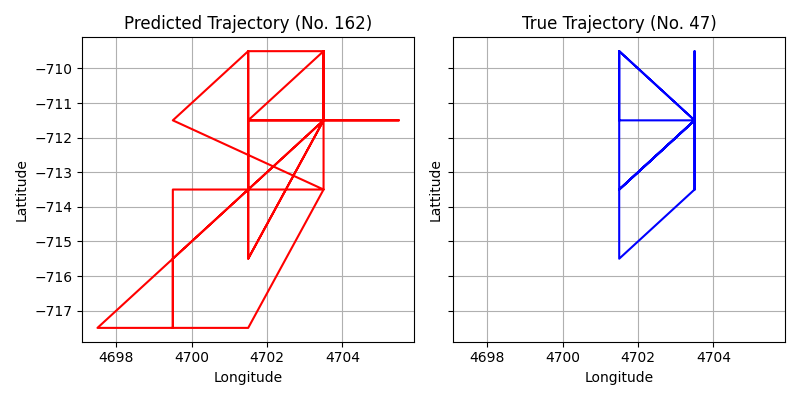 Predicted Trajectory (No. 162)
True Trajectory (No. 47)
Lattitude
−710
−711
−712
−713
−714
−715
−716
−717
4698
4700
4702
4704
Longitude
Lattitude
4698
4700
4702
4704
Longitude